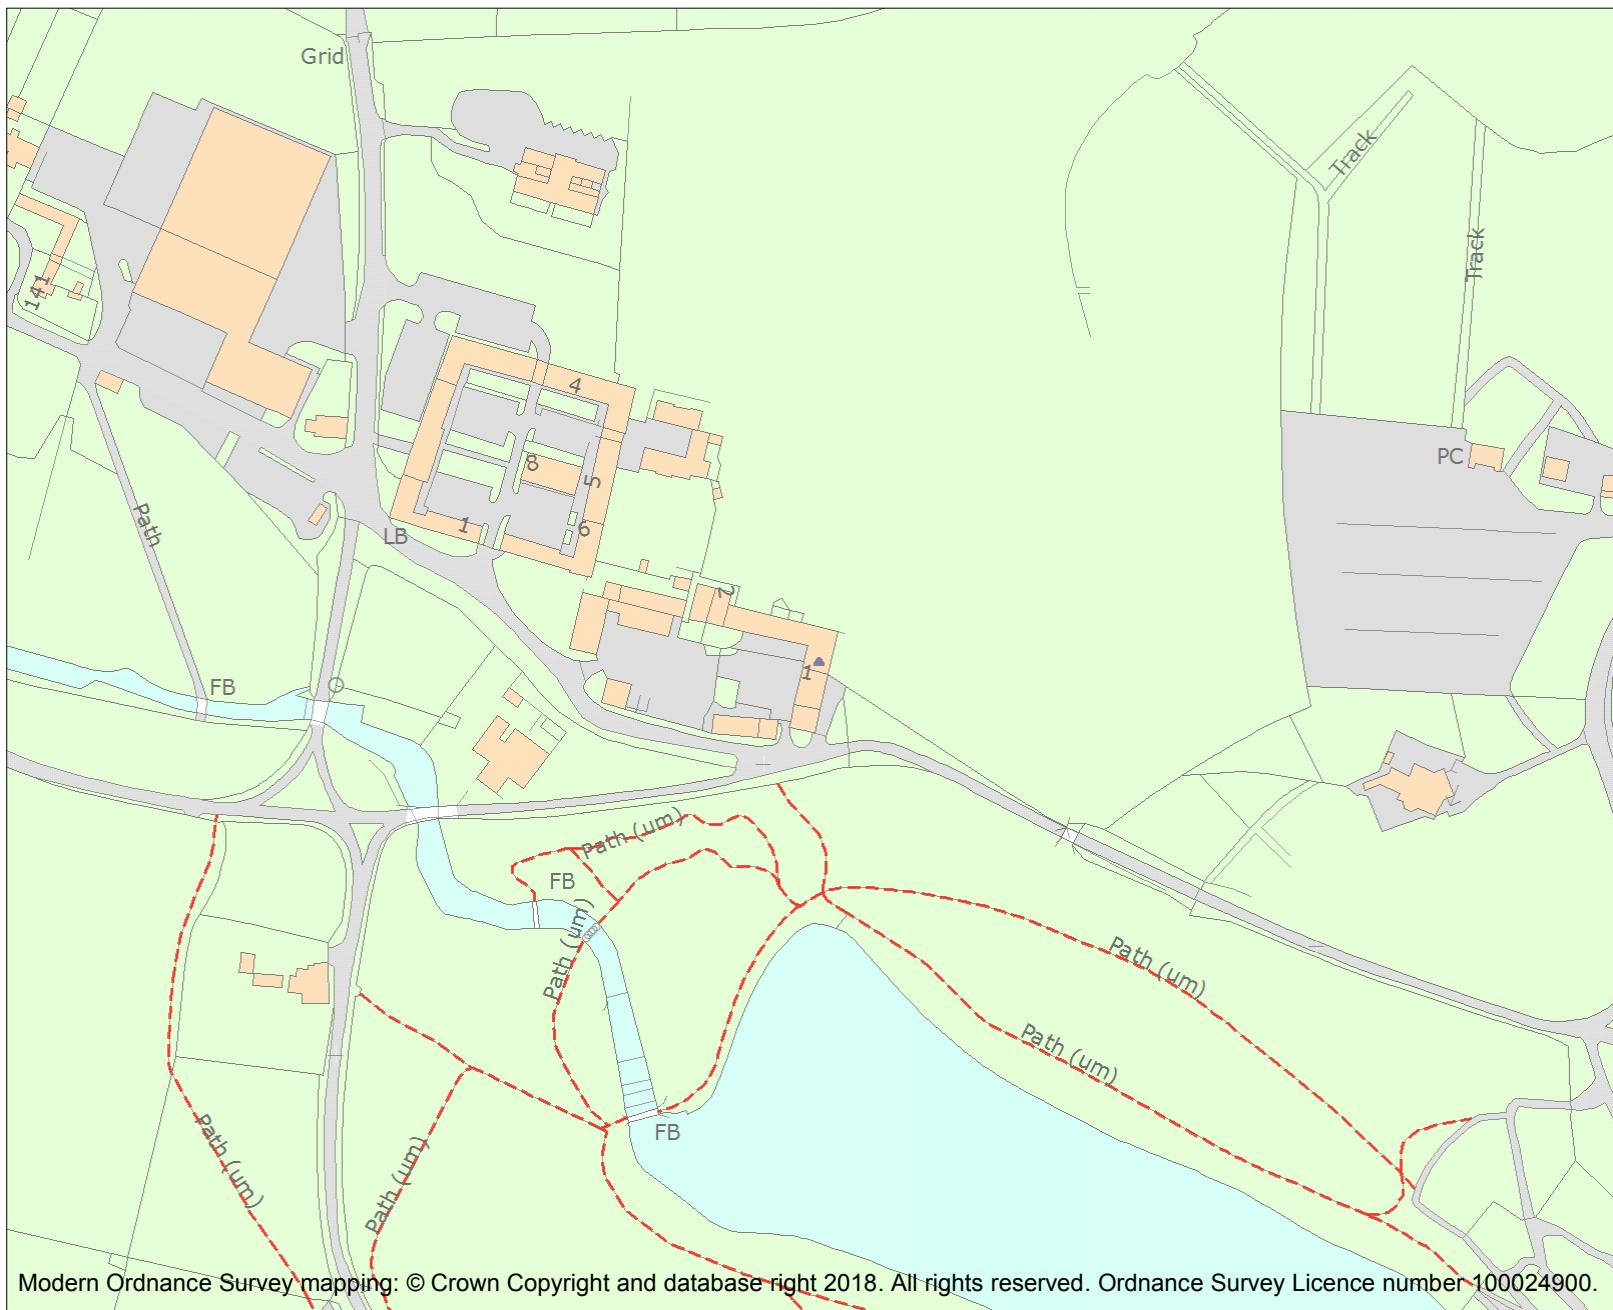 Grid
Track
Track
141
4
PC
8
5
1
6
Path
LB
2
1
FB
Path (um)
FB
Path (um)
Path (um)
Path (um)
FB
Path (um)
Path (um)
Modern Ordnance Survey mapping: © Crown Copyright and database right 2018. All rights reserved. Ordnance Survey Licence number 100024900.